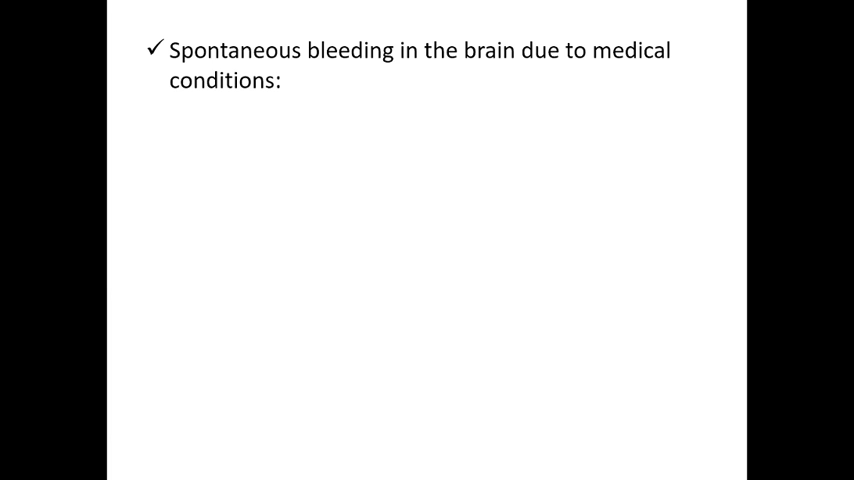 ✓ Spontaneous bleeding in the brain due to medical
conditions: